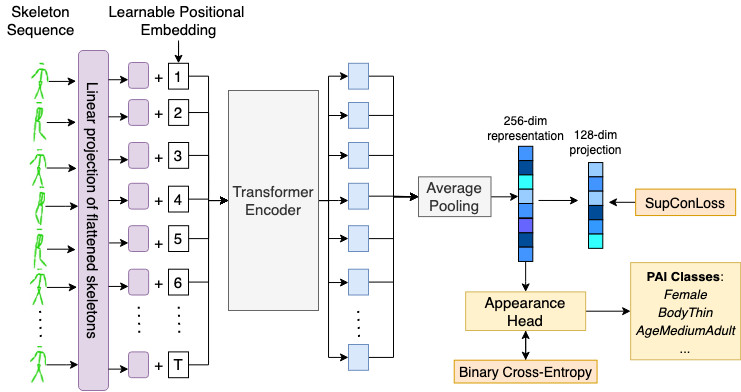 Skeleton
Sequence
Learnable Positional
Embedding
Linear projection of flattened skeletons
+ 1
+ 2
+ 3
+ 4
+ 5
+ 6
+ T
Transformer
Encoder
Average
Pooling
256-dim
representation
128-dim
projection
SupConLoss
Appearance
Head
Binary Cross-Entropy
PAI Classes:
Female
BodyThin
AgeMediumAdult
...